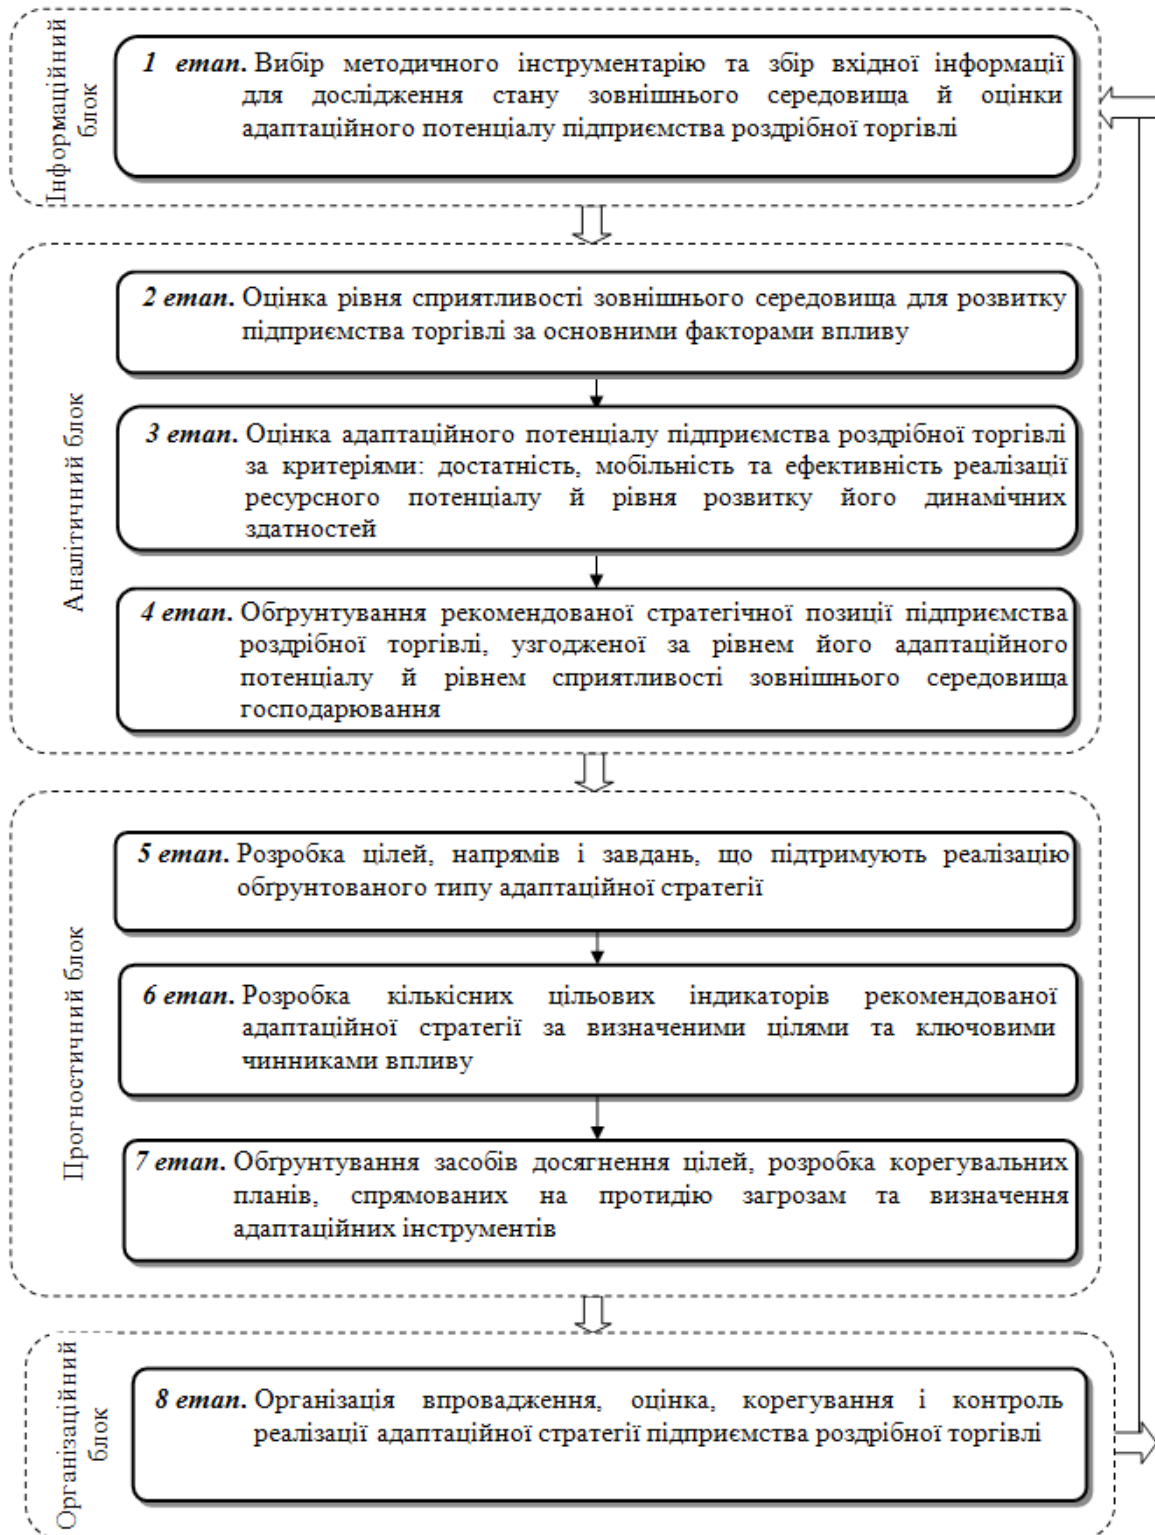 Інформаційний
блок
1 етап. Вибір методичного інструментарію та збір вхідної інформації
для дослідження стану зовнішнього середовища й оцінки
адаптаційного потенціалу підприємства роздрібної торгівлі
Аналітичний блок
2 етап. Оцінка рівня сприятливості зовнішнього середовища для розвитку
підприємства торгівлі за основними факторами впливу
3 етап. Оцінка адаптаційного потенціалу підприємства роздрібної торгівлі
за критеріями: достатність, мобільність та ефективність реалізації
ресурсного потенціалу й рівня розвитку його динамічних
здатностей
4 етап. Обґрунтування рекомендованої стратегічної позиції підприємства
роздрібної торгівлі, узгодженої за рівнем його адаптаційного
потенціалу й рівнем сприятливості зовнішнього середовища
господарювання
Прогностичний блок
5 етап. Розробка цілей, напрямів і завдань, що підтримують реалізацію
обґрунтованого типу адаптаційної стратегії
6 етап. Розробка кількісних цільових індикаторів рекомендованої
адаптаційної стратегії за визначеними цілями та ключовими
чинниками впливу
7 етап. Обґрунтування засобів досягнення цілей, розробка корегувальних
планів, спрямованих на протидію загрозам та визначення
адаптаційних інструментів
Організаційний
блок
8 етап. Організація впровадження, оцінка, корегування і контроль
реалізації адаптаційної стратегії підприємства роздрібної торгівлі